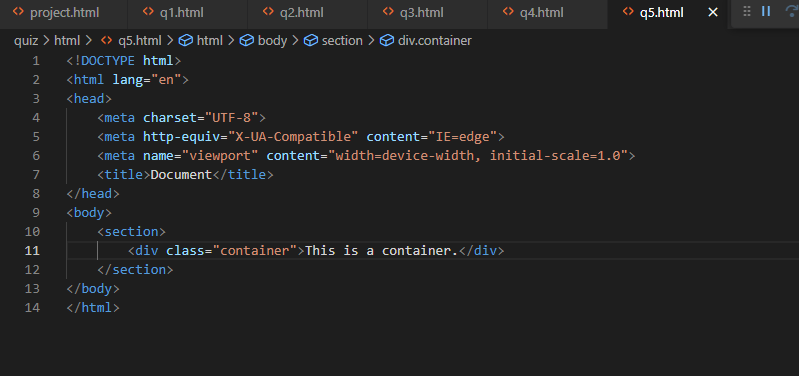 project.html q1.html q2.html q3.html q4.html q5.html
quiz > html > q5.html > html > body > section > div.container
1 <!DOCTYPE html>
2 <html lang="en">
3 <head>
4     <meta charset="UTF-8">
5     <meta http-equiv="X-UA-Compatible" content="IE=edge">
6     <meta name="viewport" content="width=device-width, initial-scale=1.0">
7     <title>Document</title>
8 </head>
9 <body>
10     <section>
11         <div class="container">This is a container.</div>
12     </section>
13 </body>
14 </html>